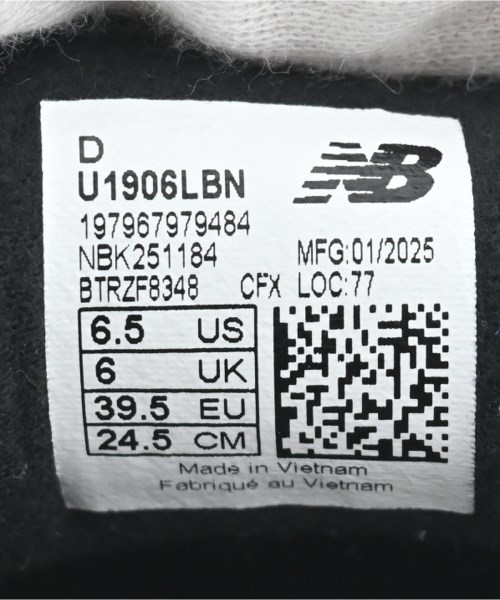 D
U1906LBN
NB
197967979484
NBK251184 MFG:01/2025
BTRZF8348 CFX LOC:77
6.5 US
6 UK
39.5 EU
24.5 CM
Made in Vietnam
Fabriqué au Vietnam